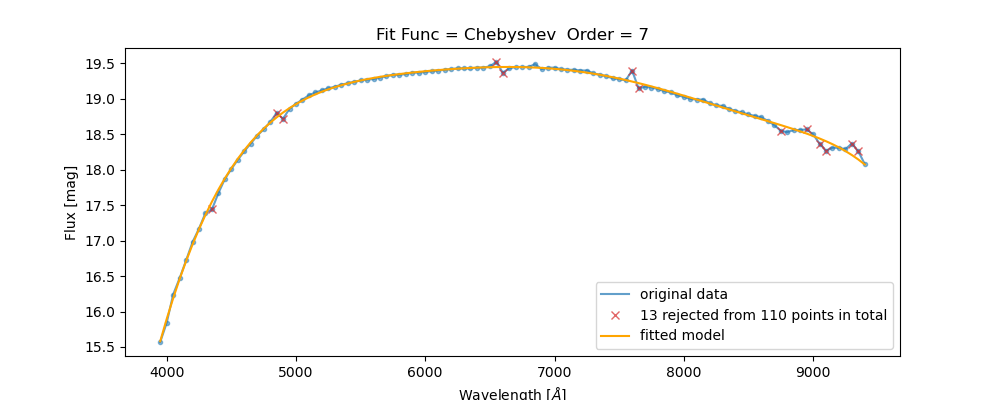 Fit Func = Chebyshev  Order = 7
Flux [mag]
19.5
19.0
18.5
18.0
17.5
17.0
16.5
16.0
15.5
original data
13 rejected from 110 points in total
fitted model
4000 5000 6000 7000 8000 9000
Wavelength [Å]